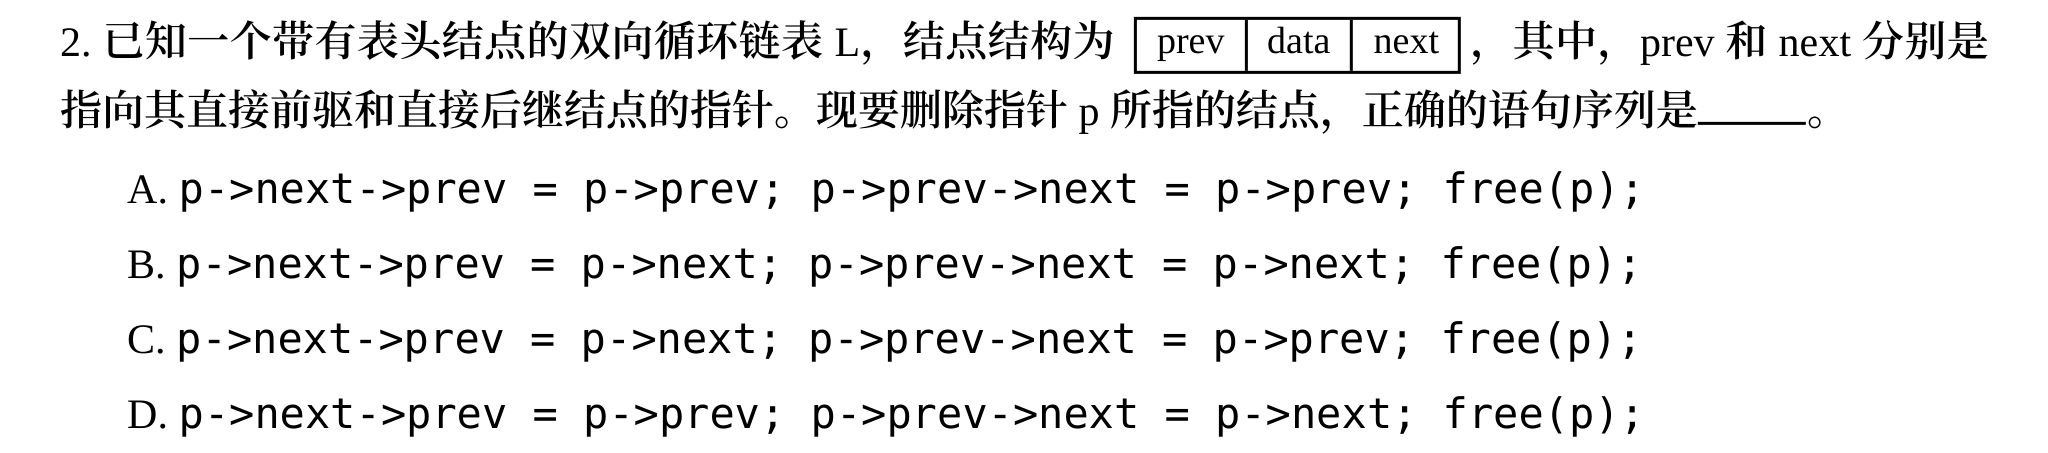 2. 已知一个带有表头结点的双向循环链表 L，结点结构为 prev data next ，其中，prev 和 next 分别是
指向其直接前驱和直接后继结点的指针。现要删除指针 p 所指的结点，正确的语句序列是_____。
A. p->next->prev = p->prev; p->prev->next = p->prev; free(p);
B. p->next->prev = p->next; p->prev->next = p->next; free(p);
C. p->next->prev = p->next; p->prev->next = p->prev; free(p);
D. p->next->prev = p->prev; p->prev->next = p->next; free(p);